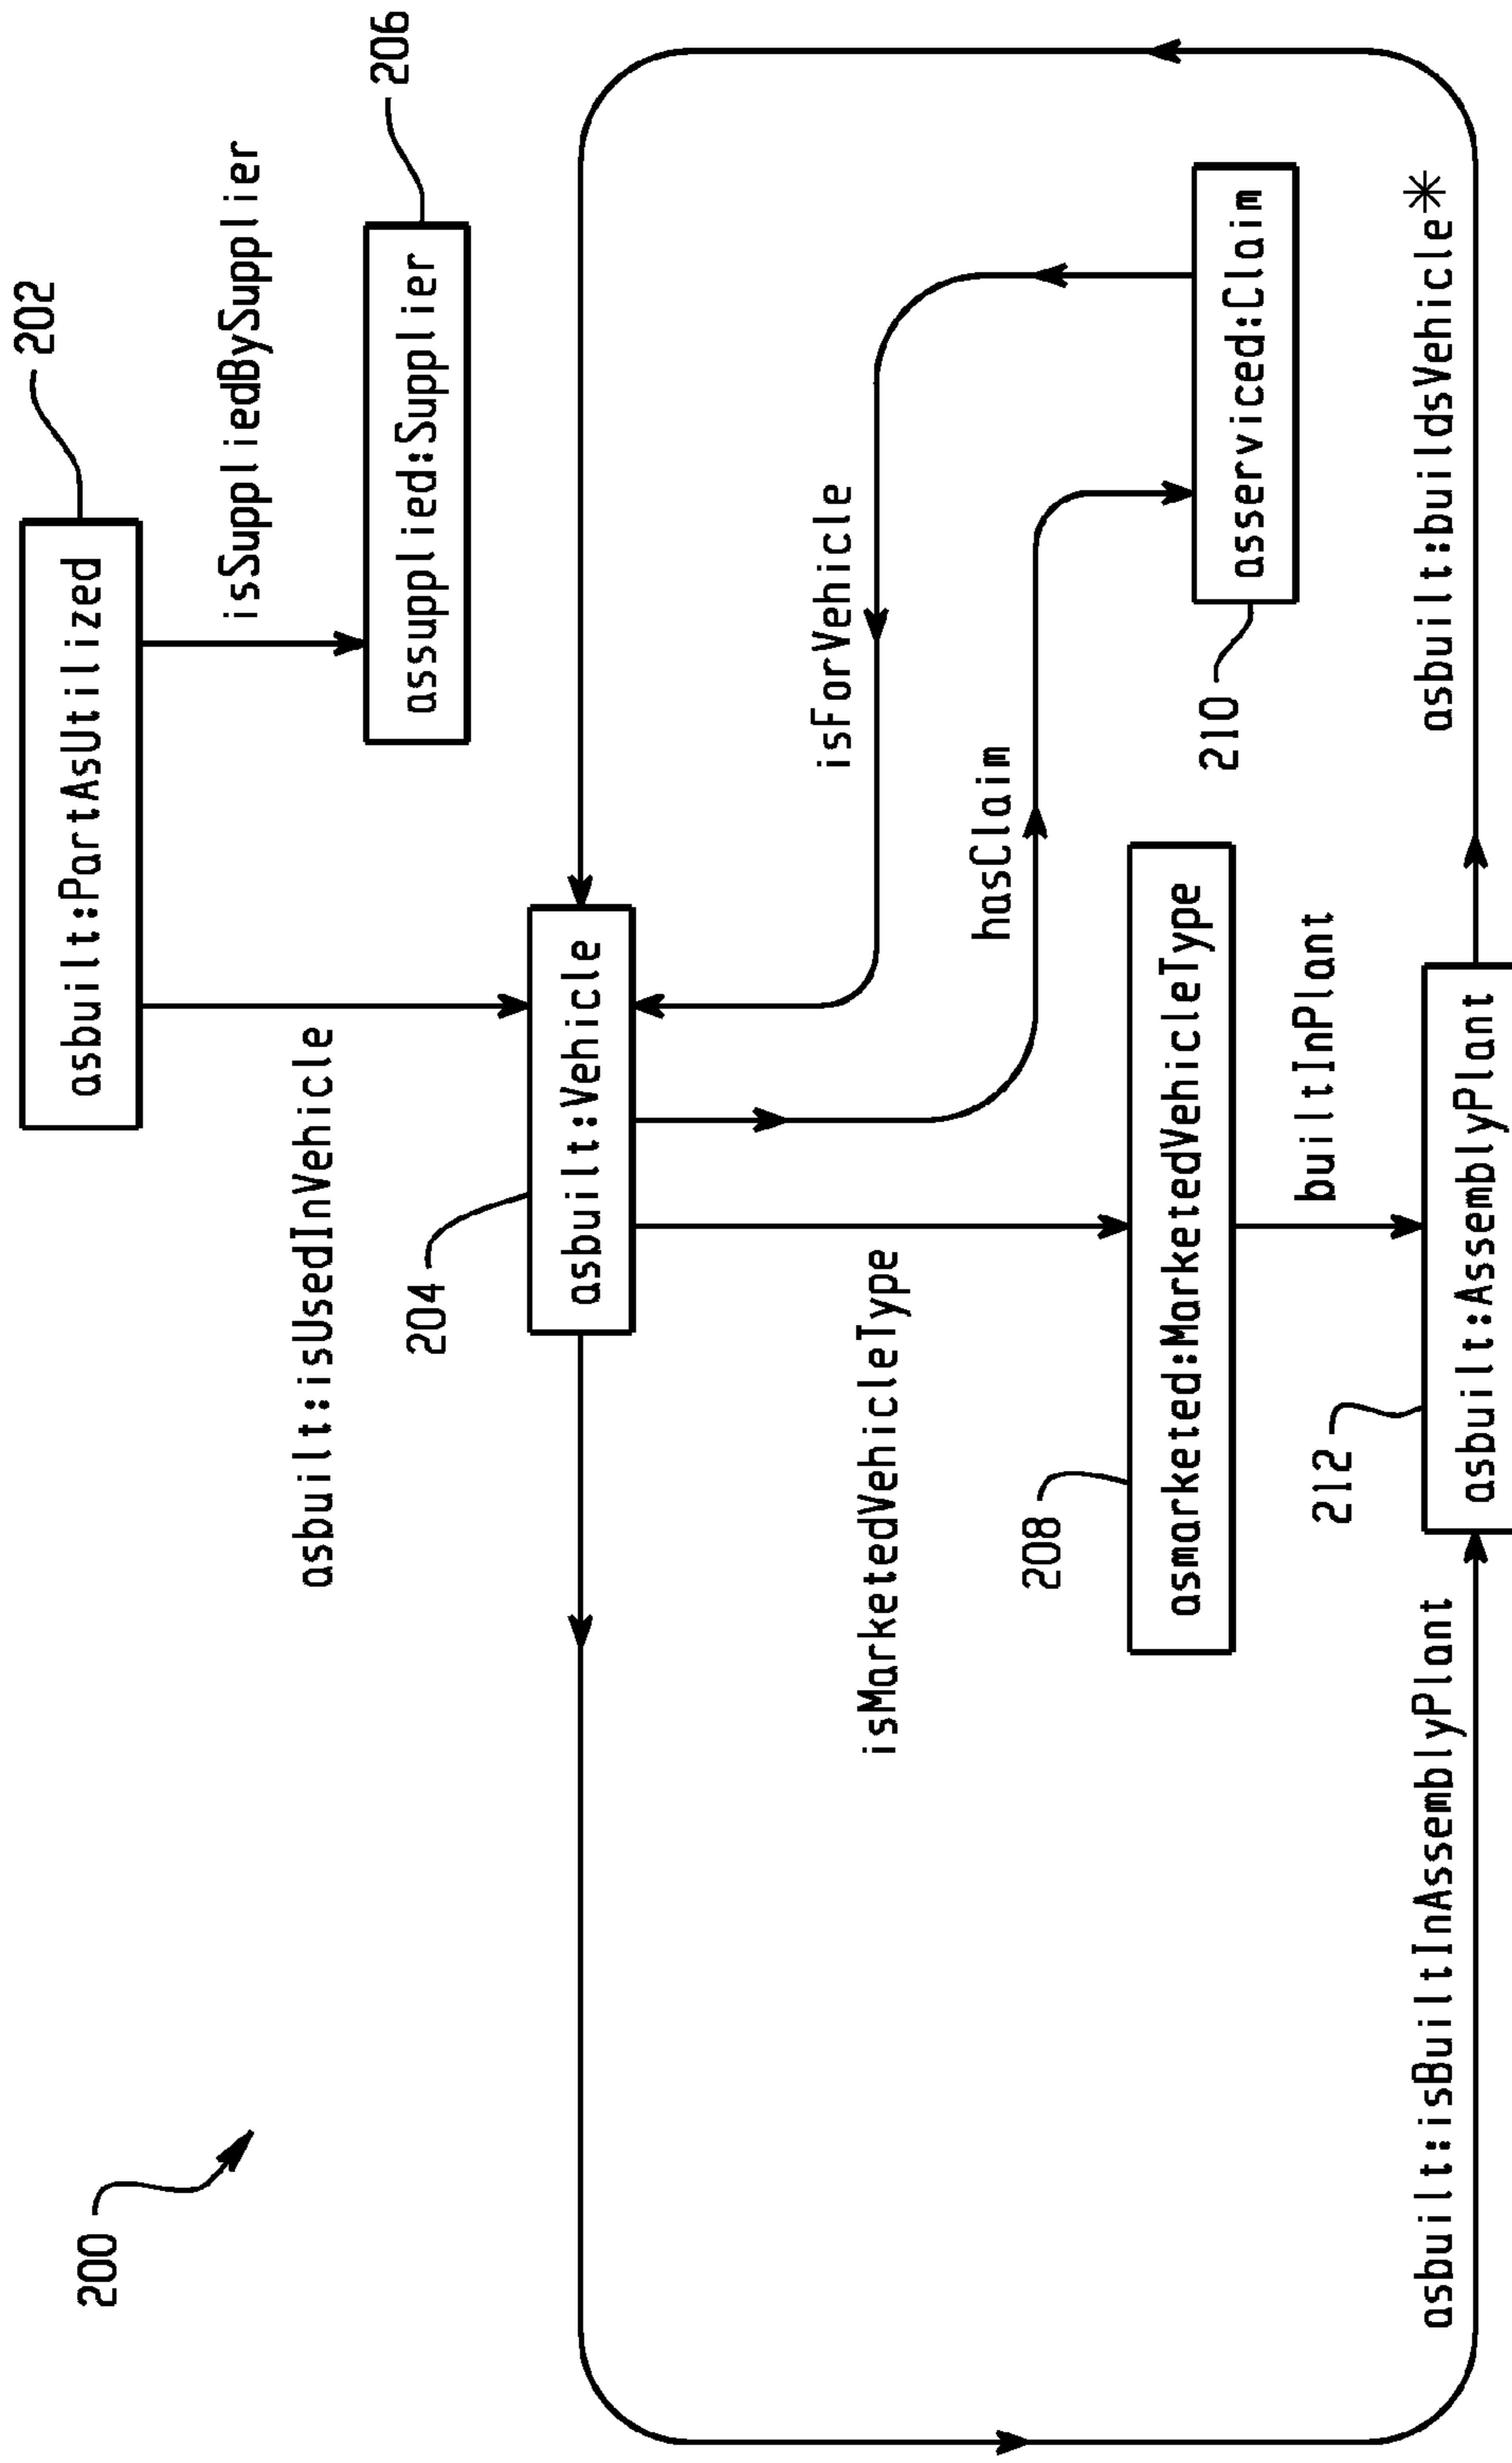 200
202
asbuilt:PartAsUtilized
isSuppliedBySupplier
asbuilt:isUsedInVehicle
206
assupplied:Supplier
204
asbuilt:Vehicle
isForVehicle
isMarketedVehicleType
hasClaim
208
asmarketed:MarketedVehicleType
210
asserviced:Claim
builtInPlant
212
asbuilt:isBuiltInAssemblyPlant
asbuilt:buildsVehicle*
asbuilt:AssemblyPlant